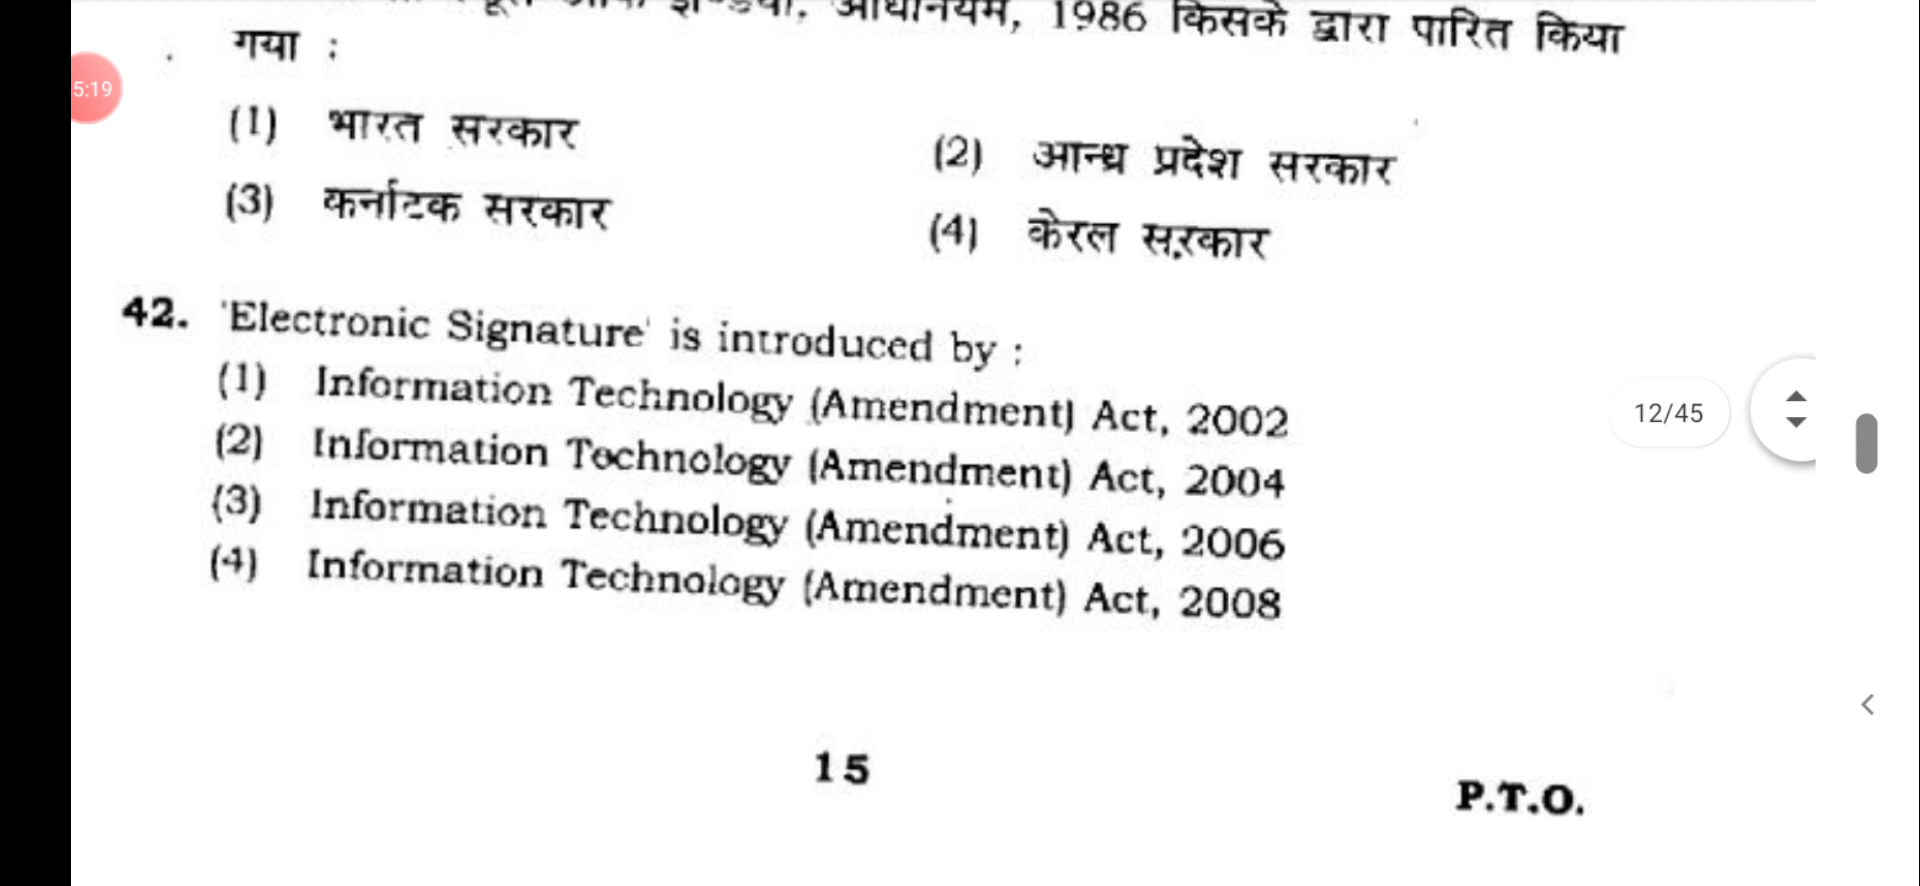 1986 किसके द्वारा पारित किया
गया :
5:19
(1) भारत सरकार
(2) आन्ध्र प्रदेश सरकार
(3) कर्नाटक सरकार
(4) केरल सरकार
42. 'Electronic Signature' is introduced by :
(1) Information Technology (Amendment) Act, 2002
(2) Information Technology (Amendment) Act, 2004
(3) Information Technology (Amendment) Act, 2006
(4) Information Technology (Amendment) Act, 2008
12/45
15
P.T.O.